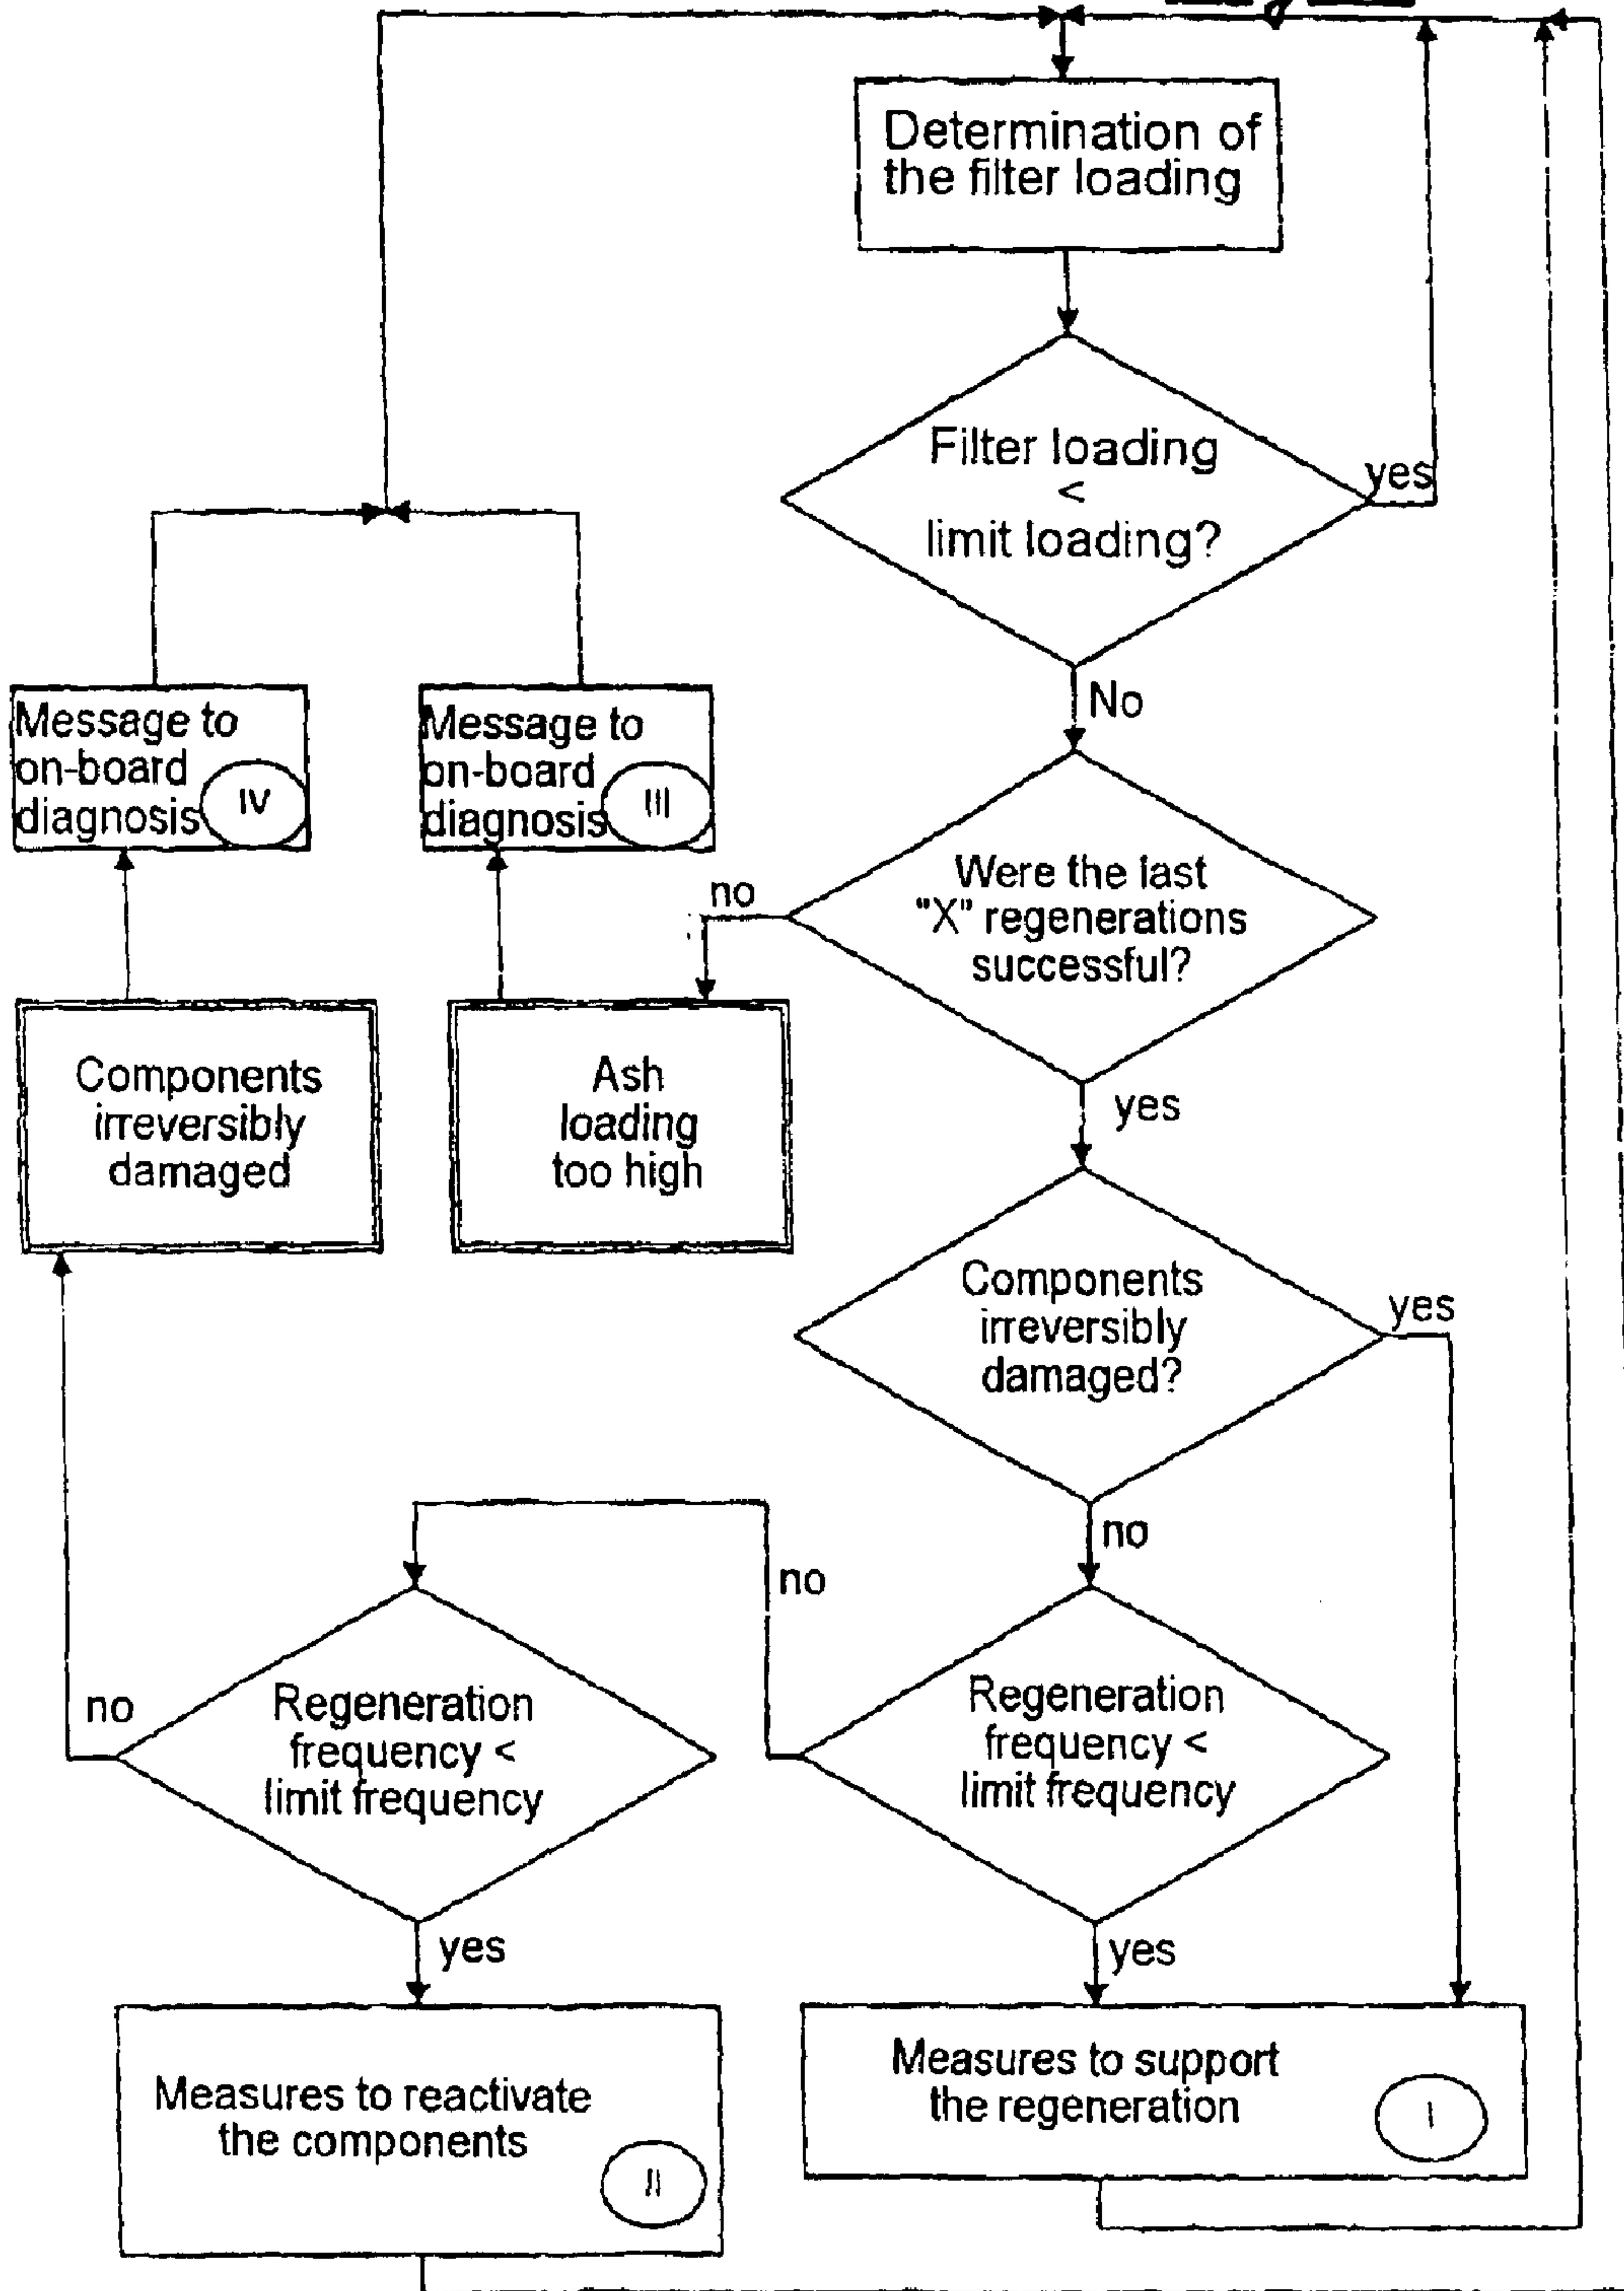 Determination of
the filter loading
Filter loading
<
limit loading?
yes
No
Message to
on-board
diagnosis
IV
Message to
on-board
diagnosis
III
Were the last
"X" regenerations
successful?
no
yes
Components
irreversibly
damaged
Ash
loading
too high
Components
irreversibly
damaged?
yes
no
no
Regeneration
frequency <
limit frequency
no
yes
Regeneration
frequency <
limit frequency
yes
Measures to reactivate
the components
II
Measures to support
the regeneration
I